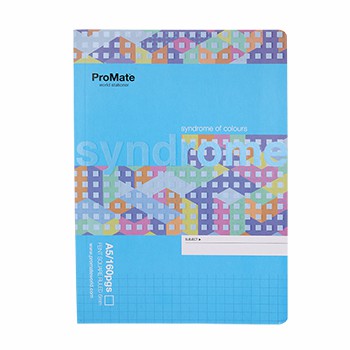 ProMate
world stationer
syndrome of colours
syndrome
SUBJECT
A5/160pgs
www.promateworld.com